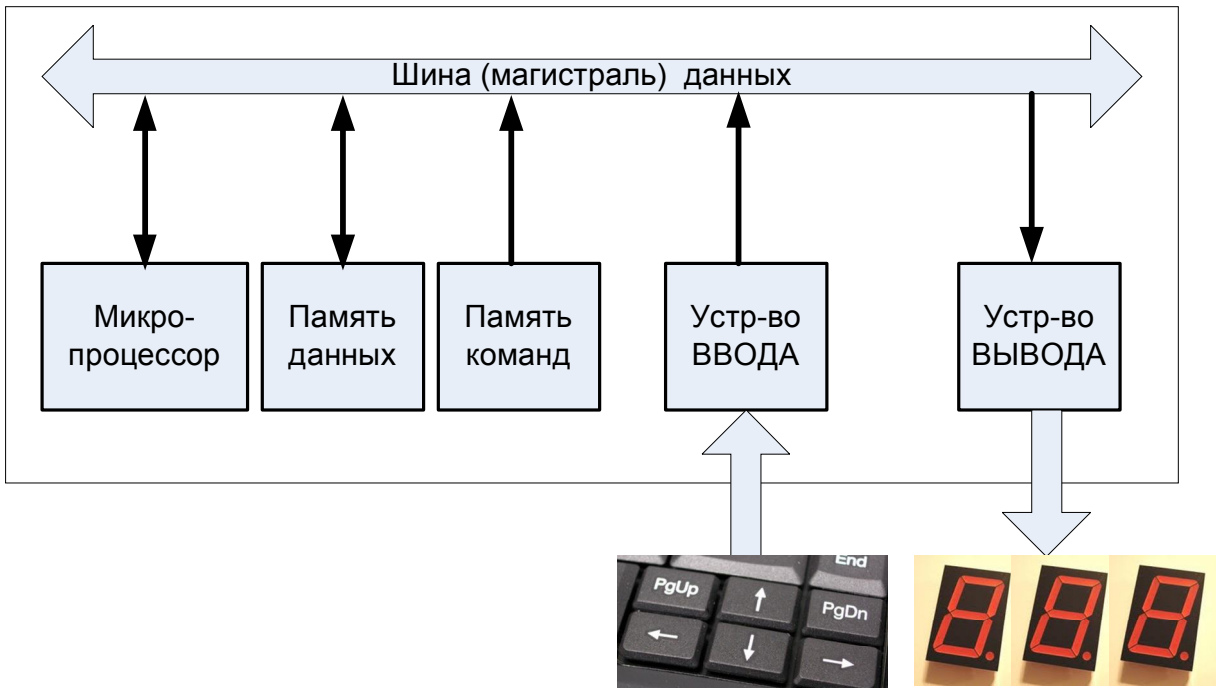 Шина (магистраль) данных
Микро-
процессор
Память
данных
Память
команд
Устр-во
ВВОДА
Устр-во
ВЫВОДА
End
PgUp
↑
PgDn
←
↓
→